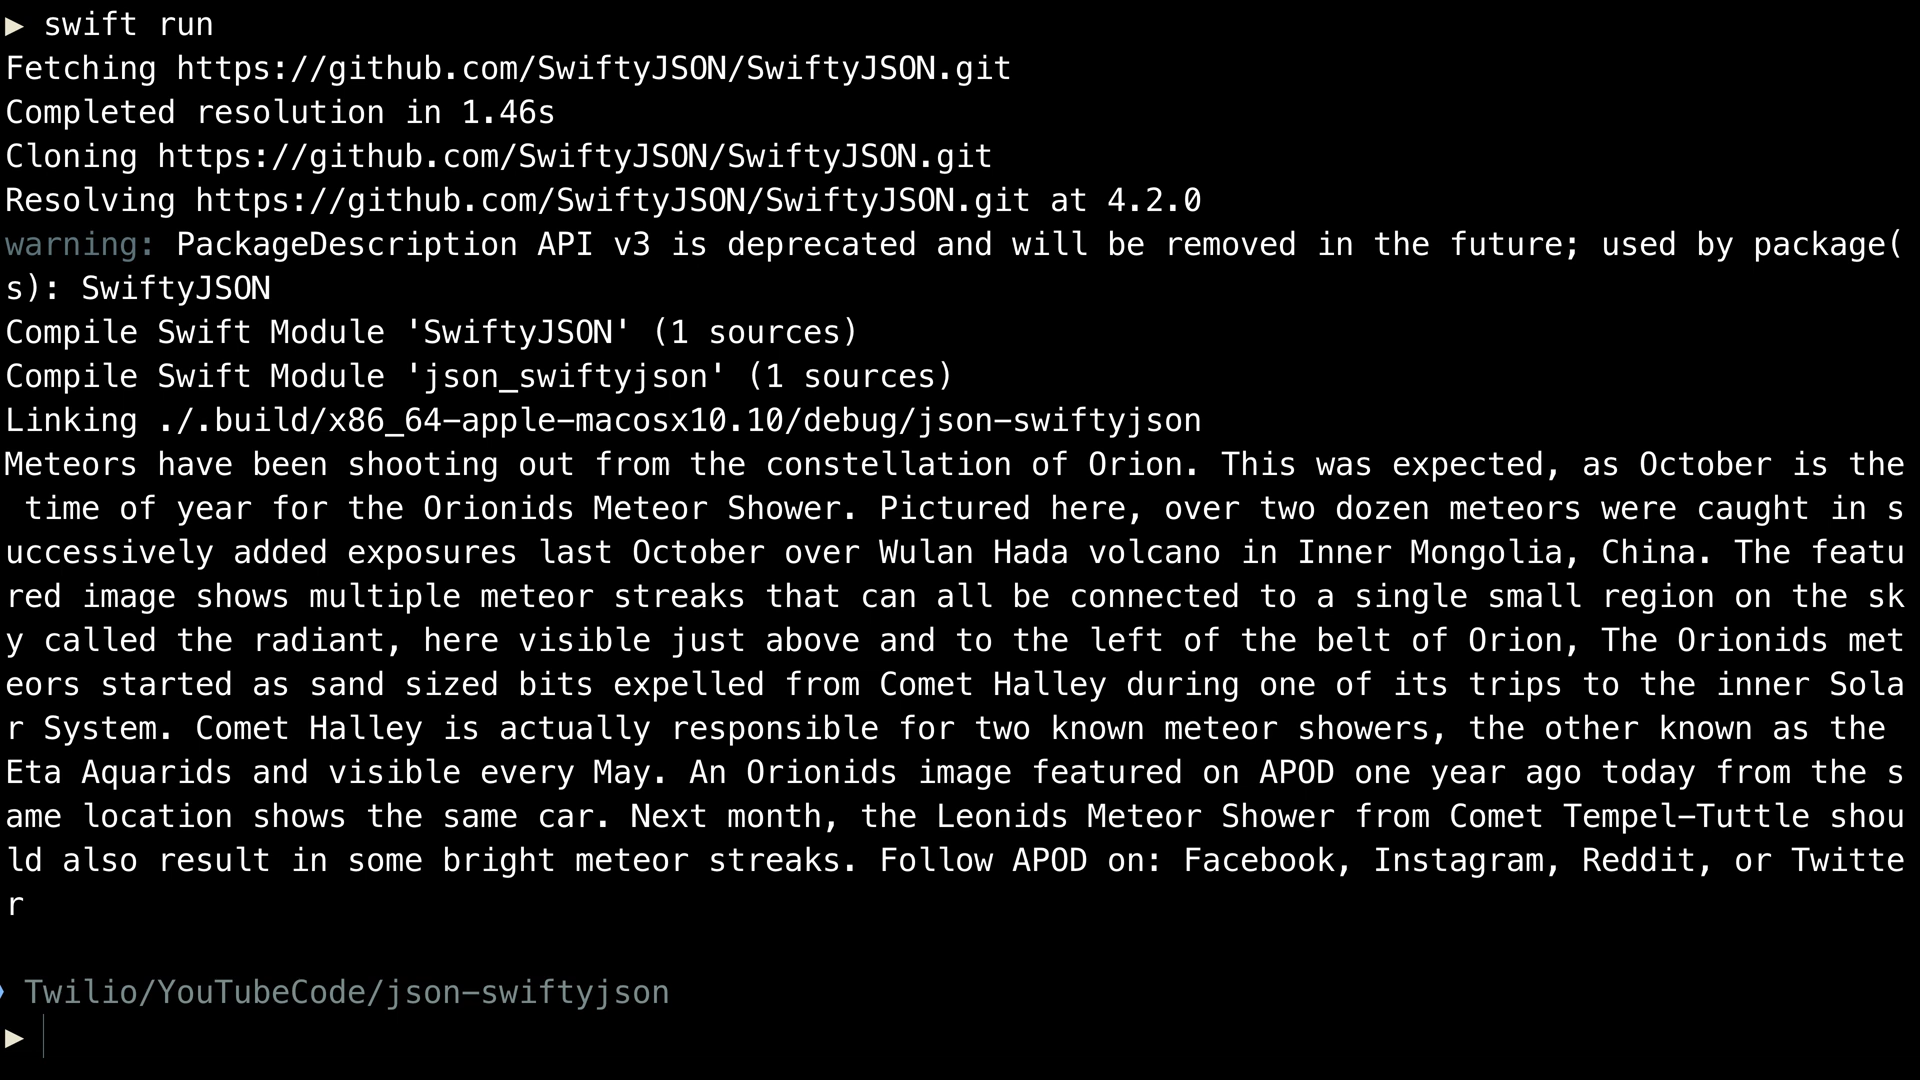 ▶ swift run
Fetching https://github.com/SwiftyJSON/SwiftyJSON.git
Completed resolution in 1.46s
Cloning https://github.com/SwiftyJSON/SwiftyJSON.git
Resolving https://github.com/SwiftyJSON/SwiftyJSON.git at 4.2.0
warning: PackageDescription API v3 is deprecated and will be removed in the future; used by package(
s): SwiftyJSON
Compile Swift Module 'SwiftyJSON' (1 sources)
Compile Swift Module 'json_swiftyjson' (1 sources)
Linking ./.build/x86_64-apple-macosx10.10/debug/json-swiftyjson
Meteors have been shooting out from the constellation of Orion. This was expected, as October is the
 time of year for the Orionids Meteor Shower. Pictured here, over two dozen meteors were caught in s
uccessively added exposures last October over Wulan Hada volcano in Inner Mongolia, China. The featu
red image shows multiple meteor streaks that can all be connected to a single small region on the sk
y called the radiant, here visible just above and to the left of the belt of Orion, The Orionids met
eors started as sand sized bits expelled from Comet Halley during one of its trips to the inner Sola
r System. Comet Halley is actually responsible for two known meteor showers, the other known as the
Eta Aquarids and visible every May. An Orionids image featured on APOD one year ago today from the s
ame location shows the same car. Next month, the Leonids Meteor Shower from Comet Tempel-Tuttle shou
ld also result in some bright meteor streaks. Follow APOD on: Facebook, Instagram, Reddit, or Twitte
r
Twilio/YouTubeCode/json-swiftyjson
▶